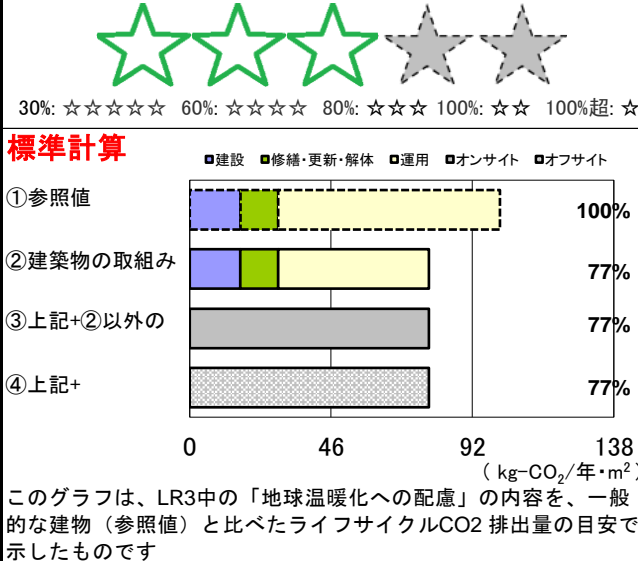 30%: ☆☆☆☆☆ 60%: ☆☆☆☆ 80%: ☆☆☆ 100%: ☆☆ 100%超: ☆
標準計算
■建設 ■修繕・更新・解体 □運用 ■オンサイト ■オフサイト
①参照値 100%
②建築物の取組み 77%
③上記+②以外の 77%
④上記+ 77%
0 46 92 138
( kg-CO₂/年・m² )
このグラフは、LR3中の「地球温暖化への配慮」の内容を、一般
的な建物（参照値）と比べたライフサイクルCO2 排出量の目安で
示したものです